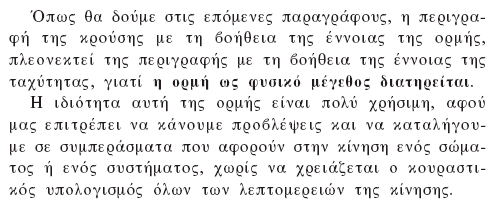 Όπως θα δούμε στις επόμενες παραγράφους, η περιγρα-
φή της κρούσης με τη βοήθεια της έννοιας της ορμής,
πλεονεκτεί της περιγραφής με τη βοήθεια της έννοιας της
ταχύτητας, γιατί η ορμή ως φυσικό μέγεθος διατηρείται.
Η ιδιότητα αυτή της ορμής είναι πολύ χρήσιμη, αφού
μας επιτρέπει να κάνουμε προβλέψεις και να καταλήγου-
με σε συμπεράσματα που αφορούν στην κίνηση ενός σώμα-
τος ή ενός συστήματος, χωρίς να χρειάζεται ο κουραστι-
κός υπολογισμός όλων των λεπτομερειών της κίνησης.